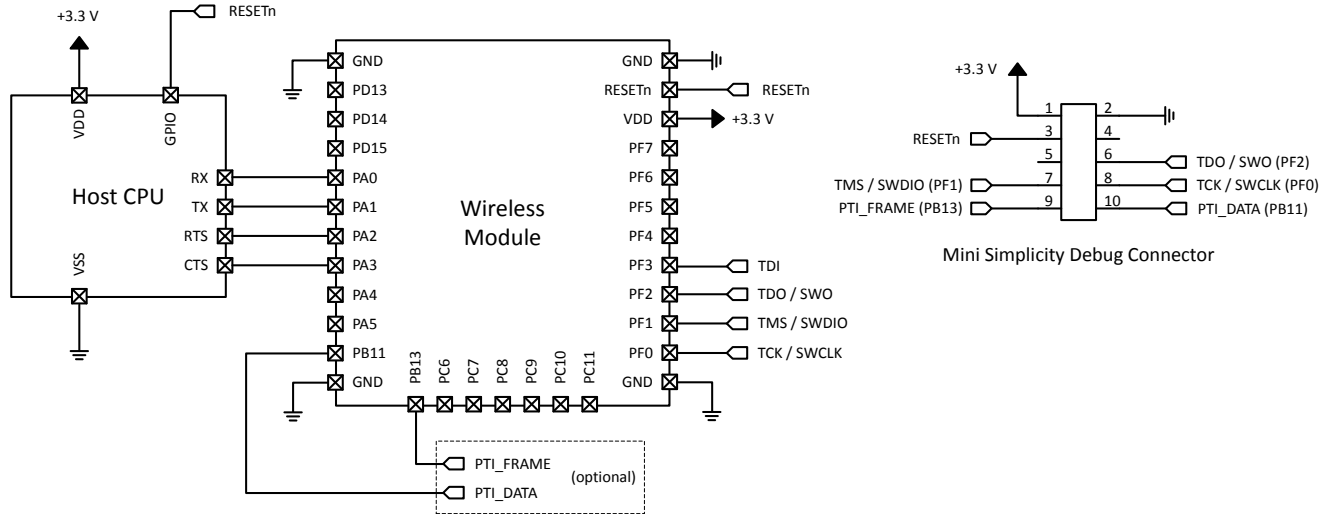 +3.3 V
RESETn
VDD
GPIO
Host CPU
RX
TX
RTS
CTS
VSS
GND
PD13
PD14
PD15
PA0
PA1
PA2
PA3
PA4
PA5
PB11
GND
Wireless
Module
PB13
PC6
PC7
PC8
PC9
PC10
PC11
GND
RESETn
VDD
PF7
PF6
PF5
PF4
PF3
PF2
PF1
PF0
GND
RESETn
+3.3 V
TDI
TDO / SWO
TMS / SWDIO
TCK / SWCLK
PTI_FRAME
(optional)
PTI_DATA
+3.3 V
1 2
RESETn 3 4
5 6 TDO / SWO (PF2)
TMS / SWDIO (PF1) 7 8 TCK / SWCLK (PF0)
PTI_FRAME (PB13) 9 10 PTI_DATA (PB11)
Mini Simplicity Debug Connector